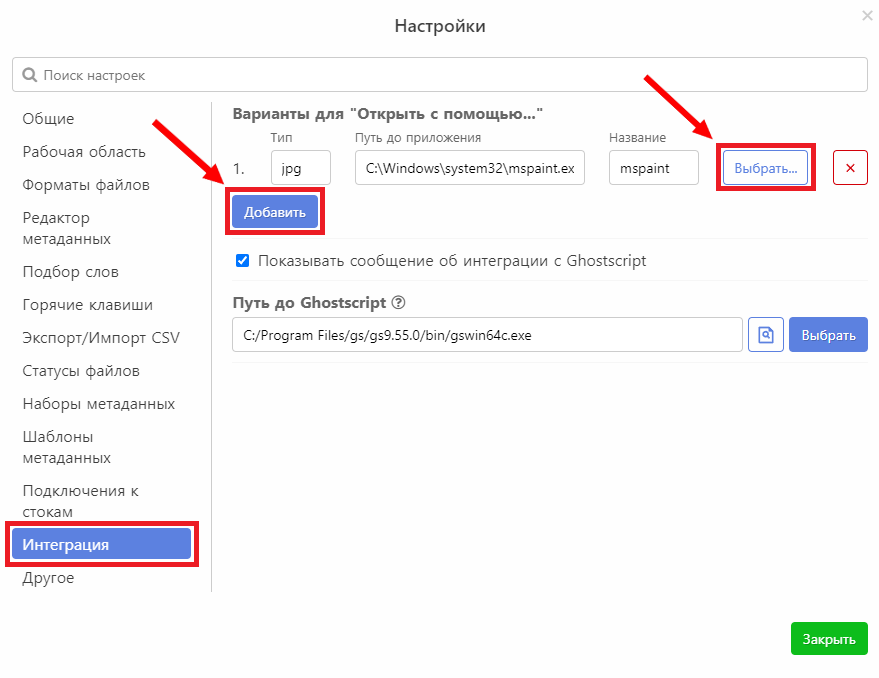 Настройки
Поиск настроек
Общие
Рабочая область
Форматы файлов
Редактор
метаданных
Подбор слов
Горячие клавиши
Экспорт/Импорт CSV
Статусы файлов
Наборы метаданных
Шаблоны
метаданных
Подключения к
стокам
Интеграция
Другое
Варианты для "Открыть с помощью..."
Тип Путь до приложения Название
1. jpg C:\Windows\system32\mspaint.ex mspaint Выбрать...
Добавить
Показывать сообщение об интеграции с Ghostscript
Путь до Ghostscript
C:/Program Files/gs/gs9.55.0/bin/gswin64c.exe Выбрать
Закрыть